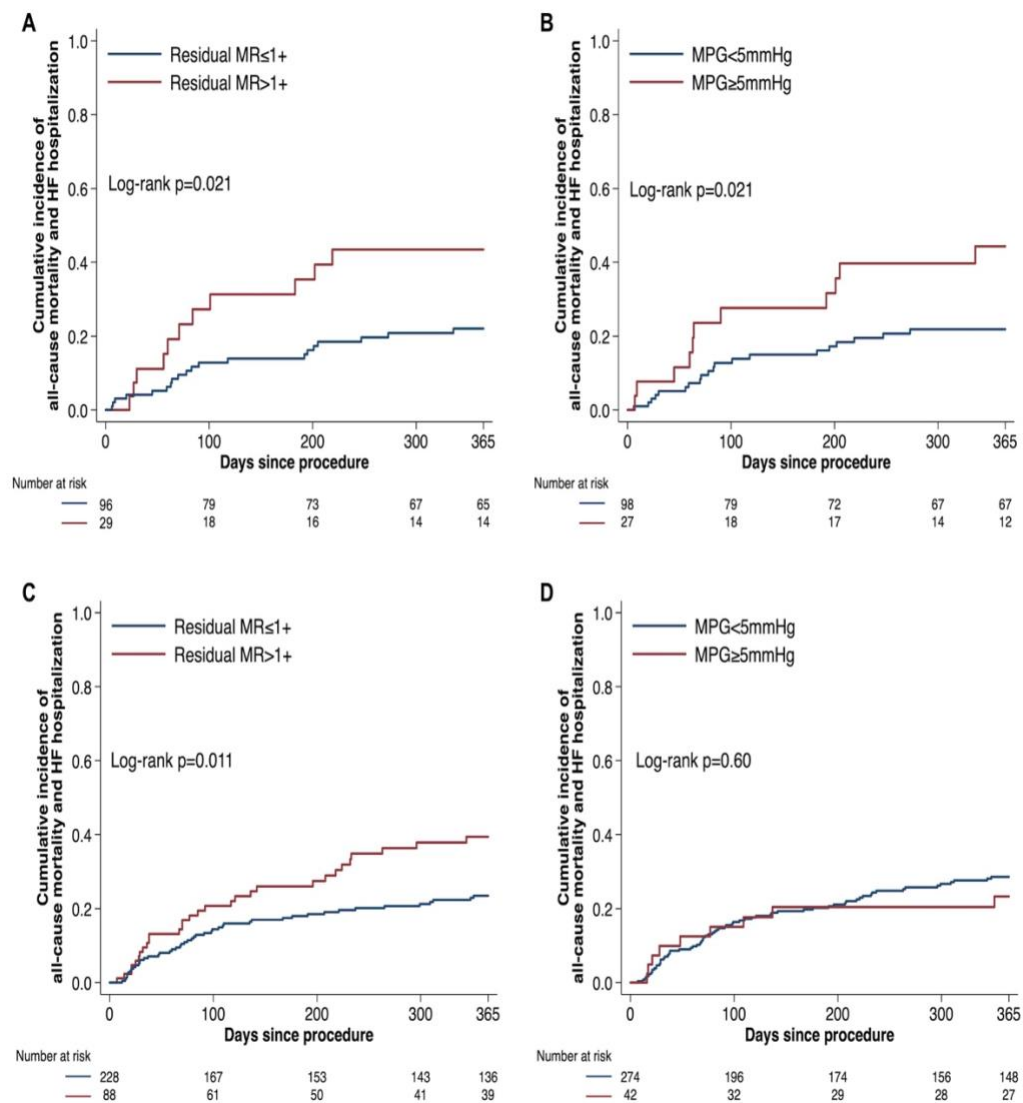 A
Cumulative incidence of
all-cause mortality and HF hospitalization
1.0
0.8
0.6
0.4
0.2
0.0
Residual MR≤1+
Residual MR>1+
Log-rank p=0.021
0 100 200 300 365
Days since procedure
Number at risk
96 79 73 67 65
29 18 16 14 14
B
Cumulative incidence of
all-cause mortality and HF hospitalization
1.0
0.8
0.6
0.4
0.2
0.0
MPG<5mmHg
MPG≥5mmHg
Log-rank p=0.021
0 100 200 300 365
Days since procedure
Number at risk
98 79 72 67 67
27 18 17 14 12
C
Cumulative incidence of
all-cause mortality and HF hospitalization
1.0
0.8
0.6
0.4
0.2
0.0
Residual MR≤1+
Residual MR>1+
Log-rank p=0.011
0 100 200 300 365
Days since procedure
Number at risk
228 167 153 143 136
88 61 50 41 39
D
Cumulative incidence of
all-cause mortality and HF hospitalization
1.0
0.8
0.6
0.4
0.2
0.0
MPG<5mmHg
MPG≥5mmHg
Log-rank p=0.60
0 100 200 300 365
Days since procedure
Number at risk
274 196 174 156 148
42 32 29 28 27